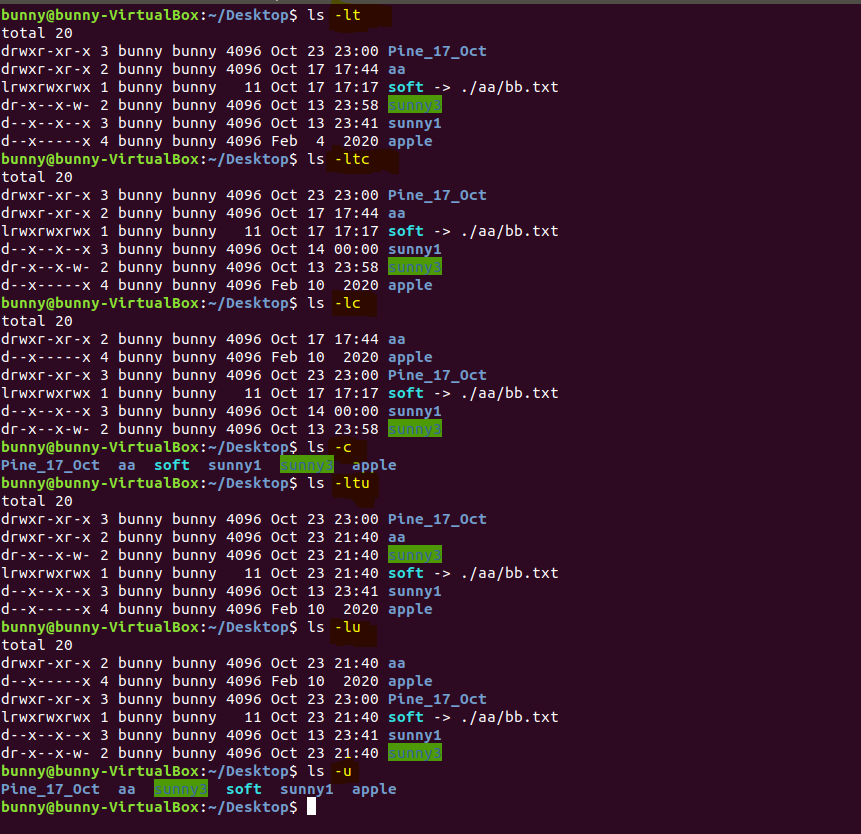 bunny@bunny-VirtualBox:~/Desktop$ ls -lt
total 20
drwxr-xr-x 3 bunny bunny 4096 Oct 23 23:00 Pine_17_Oct
drwxr-xr-x 2 bunny bunny 4096 Oct 17 17:44 aa
lrwxrwxrwx 1 bunny bunny   11 Oct 17 17:17 soft -> ./aa/bb.txt
dr-x--x-w- 2 bunny bunny 4096 Oct 13 23:58 sunny3
d--x--x--x 3 bunny bunny 4096 Oct 13 23:41 sunny1
d--x-----x 4 bunny bunny 4096 Feb  4  2020 apple
bunny@bunny-VirtualBox:~/Desktop$ ls -ltc
total 20
drwxr-xr-x 3 bunny bunny 4096 Oct 23 23:00 Pine_17_Oct
drwxr-xr-x 2 bunny bunny 4096 Oct 17 17:44 aa
lrwxrwxrwx 1 bunny bunny   11 Oct 17 17:17 soft -> ./aa/bb.txt
d--x--x--x 3 bunny bunny 4096 Oct 14 00:00 sunny1
dr-x--x-w- 2 bunny bunny 4096 Oct 13 23:58 sunny3
d--x-----x 4 bunny bunny 4096 Feb 10  2020 apple
bunny@bunny-VirtualBox:~/Desktop$ ls -lc
total 20
drwxr-xr-x 2 bunny bunny 4096 Oct 17 17:44 aa
d--x-----x 4 bunny bunny 4096 Feb 10  2020 apple
drwxr-xr-x 3 bunny bunny 4096 Oct 23 23:00 Pine_17_Oct
lrwxrwxrwx 1 bunny bunny   11 Oct 17 17:17 soft -> ./aa/bb.txt
d--x--x--x 3 bunny bunny 4096 Oct 14 00:00 sunny1
dr-x--x-w- 2 bunny bunny 4096 Oct 13 23:58 sunny3
bunny@bunny-VirtualBox:~/Desktop$ ls -c
Pine_17_Oct  aa  soft  sunny1  sunny3  apple
bunny@bunny-VirtualBox:~/Desktop$ ls -ltu
total 20
drwxr-xr-x 3 bunny bunny 4096 Oct 23 23:00 Pine_17_Oct
drwxr-xr-x 2 bunny bunny 4096 Oct 23 21:40 aa
dr-x--x-w- 2 bunny bunny 4096 Oct 23 21:40 sunny3
lrwxrwxrwx 1 bunny bunny   11 Oct 23 21:40 soft -> ./aa/bb.txt
d--x--x--x 3 bunny bunny 4096 Oct 13 23:41 sunny1
d--x-----x 4 bunny bunny 4096 Feb 10  2020 apple
bunny@bunny-VirtualBox:~/Desktop$ ls -lu
total 20
drwxr-xr-x 2 bunny bunny 4096 Oct 23 21:40 aa
d--x-----x 4 bunny bunny 4096 Feb 10  2020 apple
drwxr-xr-x 3 bunny bunny 4096 Oct 23 23:00 Pine_17_Oct
lrwxrwxrwx 1 bunny bunny   11 Oct 23 21:40 soft -> ./aa/bb.txt
d--x--x--x 3 bunny bunny 4096 Oct 13 23:41 sunny1
dr-x--x-w- 2 bunny bunny 4096 Oct 23 21:40 sunny3
bunny@bunny-VirtualBox:~/Desktop$ ls -u
Pine_17_Oct  aa  sunny3  soft  sunny1  apple
bunny@bunny-VirtualBox:~/Desktop$